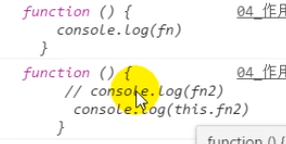 function () {
04_作用
console.log(fn)
}
function () {
04_作用
// console.log(fn2)
console.log(this.fn2)
}
function () {